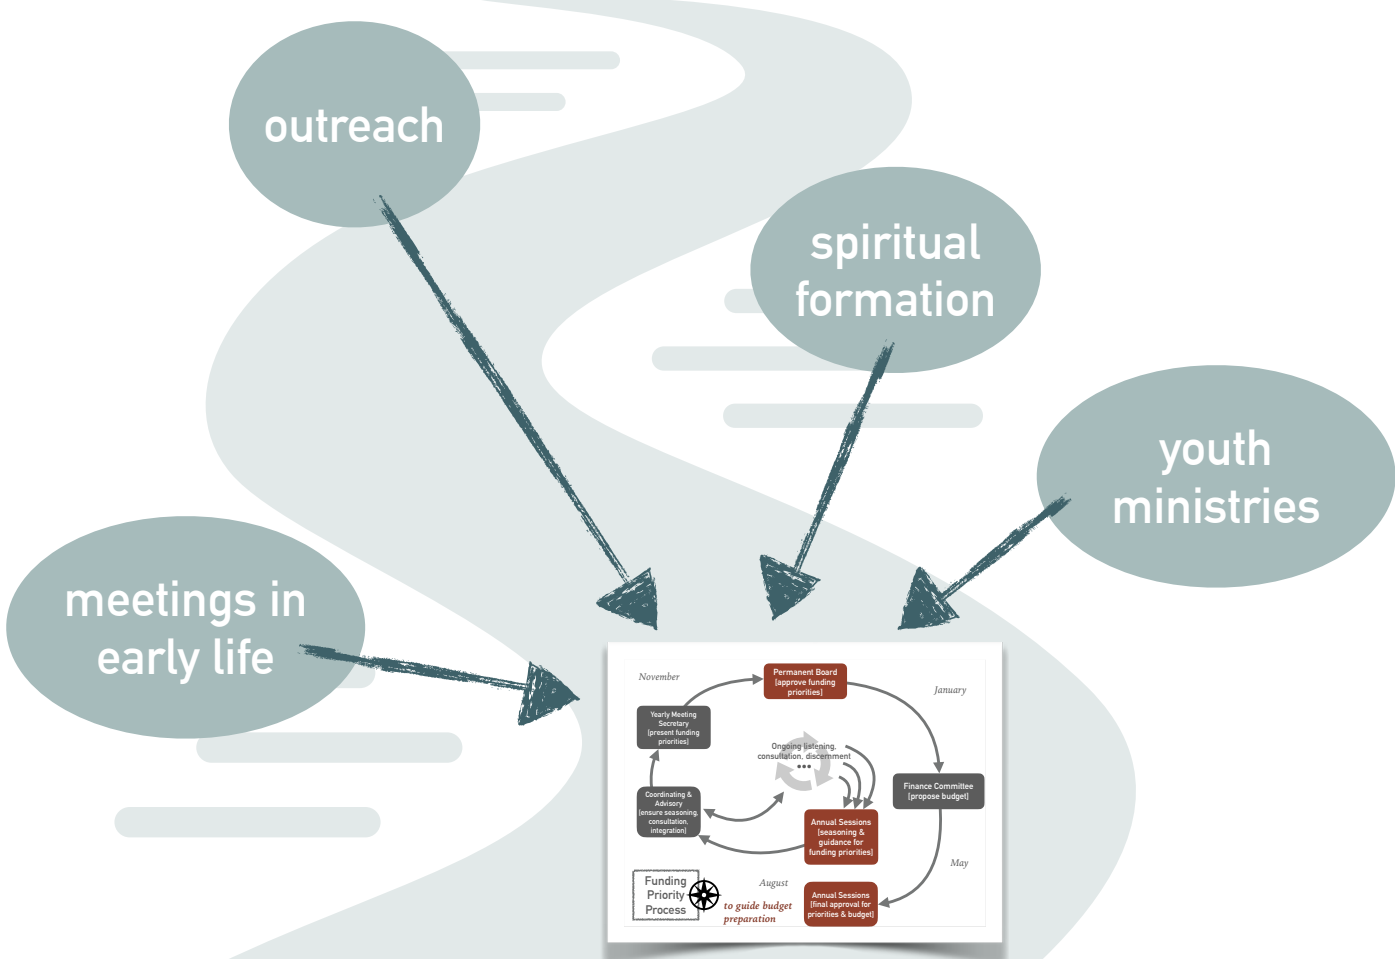 outreach
spiritual
formation
youth
ministries
meetings in
early life
November
Permanent Board
[approve funding
priorities]
January
Yearly Meeting
Secretary
[present funding
priorities]
Ongoing listening,
consultation, discernment
•••
Finance Committee
[propose budget]
Coordinating &
Advisory
[ensure seasoning,
consultation,
integration]
Annual Sessions
[seasoning &
guidance for
funding priorities]
May
Funding
Priority
Process
August
to guide budget
preparation
Annual Sessions
[final approval for
priorities & budget]